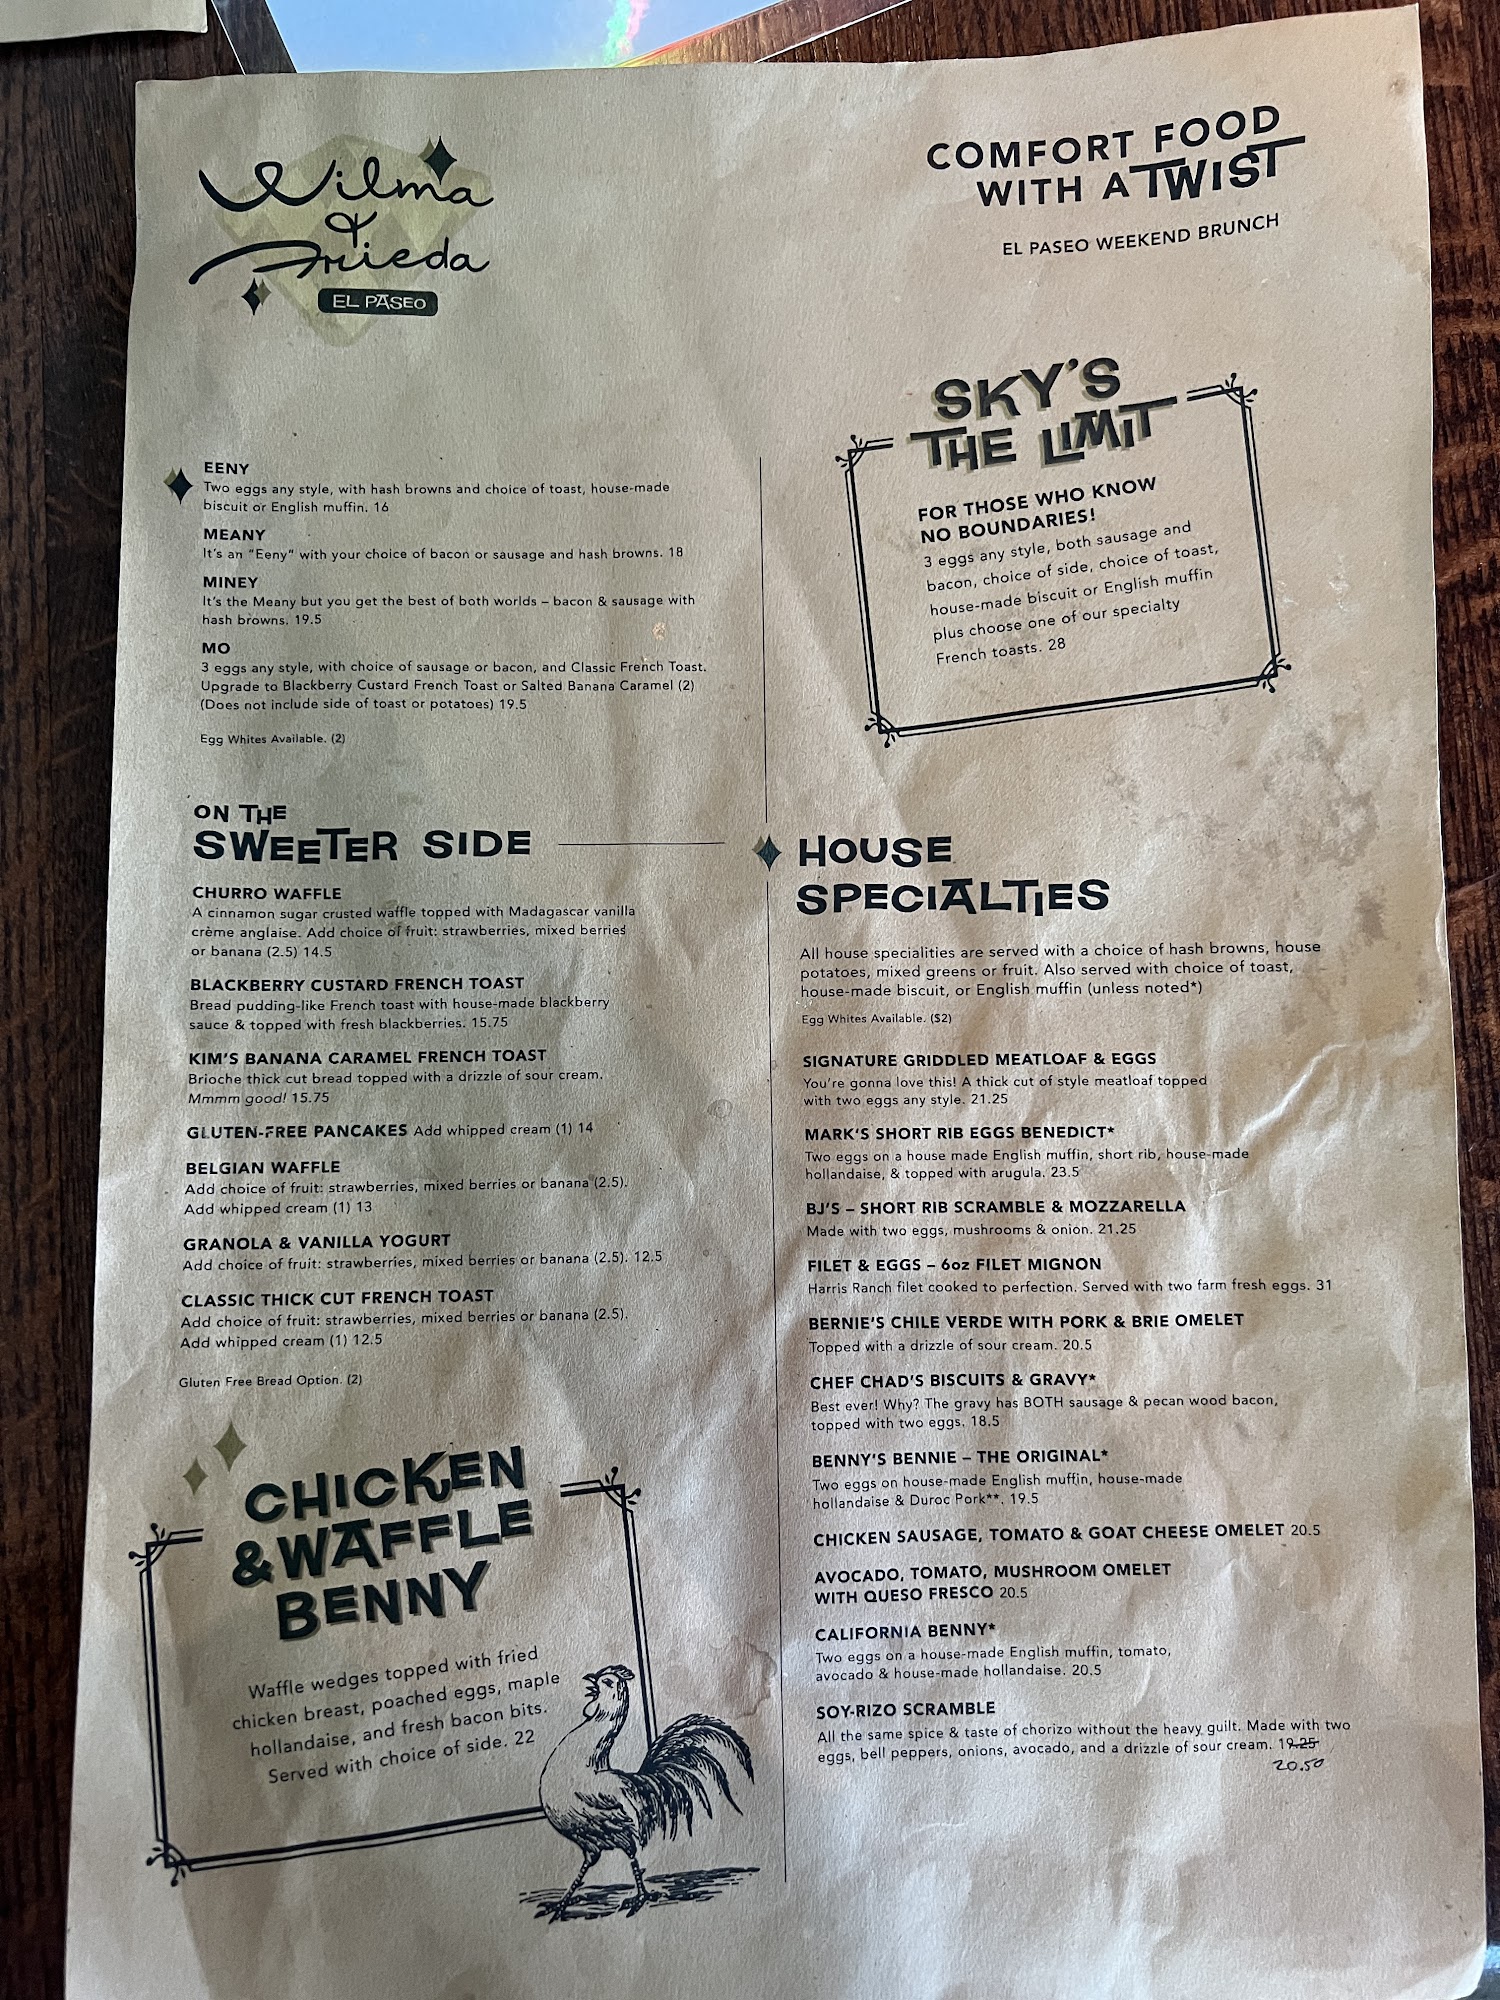 Wilma
&
Frieda
EL PASEO
COMFORT FOOD
WITH A TWIST
EL PASEO WEEKEND BRUNCH
EENY
Two eggs any style, with hash browns and choice of toast, house-made
biscuit or English muffin. 16
MEANY
It's an "Eeny" with your choice of bacon or sausage and hash browns. 18
MINEY
It's the Meany but you get the best of both worlds – bacon & sausage with
hash browns. 19.5
MO
3 eggs any style, with choice of sausage or bacon, and Classic French Toast.
Upgrade to Blackberry Custard French Toast or Salted Banana Caramel (2)
(Does not include side of toast or potatoes) 19.5
Egg Whites Available. (2)
SKY'S
THE LIMIT
FOR THOSE WHO KNOW
NO BOUNDARIES!
3 eggs any style, both sausage and
bacon, choice of side, choice of toast,
house-made biscuit or English muffin
plus choose one of our specialty
French toasts. 28
ON THE
SWEETER SIDE
CHURRO WAFFLE
A cinnamon sugar crusted waffle topped with Madagascar vanilla
crème anglaise. Add choice of fruit: strawberries, mixed berries
or banana (2.5) 14.5
BLACKBERRY CUSTARD FRENCH TOAST
Bread pudding-like French toast with house-made blackberry
sauce & topped with fresh blackberries. 15.75
KIM'S BANANA CARAMEL FRENCH TOAST
Brioche thick cut bread topped with a drizzle of sour cream.
Mmmm good! 15.75
GLUTEN-FREE PANCAKES Add whipped cream (1) 14
BELGIAN WAFFLE
Add choice of fruit: strawberries, mixed berries or banana (2.5).
Add whipped cream (1) 13
GRANOLA & VANILLA YOGURT
Add choice of fruit: strawberries, mixed berries or banana (2.5). 12.5
CLASSIC THICK CUT FRENCH TOAST
Add choice of fruit: strawberries, mixed berries or banana (2.5).
Add whipped cream (1) 12.5
Gluten Free Bread Option. (2)
CHICKEN
& WAFFLE
BENNY
Waffle wedges topped with fried
chicken breast, poached eggs, maple
hollandaise, and fresh bacon bits.
Served with choice of side. 22
HOUSE
SPECIALTIES
All house specialities are served with a choice of hash browns, house
potatoes, mixed greens or fruit. Also served with choice of toast,
house-made biscuit, or English muffin (unless noted*)
Egg Whites Available. ($2)
SIGNATURE GRIDDLED MEATLOAF & EGGS
You're gonna love this! A thick cut of style meatloaf topped
with two eggs any style. 21.25
MARK'S SHORT RIB EGGS BENEDICT*
Two eggs on a house made English muffin, short rib, house-made
hollandaise, & topped with arugula. 23.5
BJ'S – SHORT RIB SCRAMBLE & MOZZARELLA
Made with two eggs, mushrooms & onion. 21.25
FILET & EGGS – 6oz FILET MIGNON
Harris Ranch filet cooked to perfection. Served with two farm fresh eggs. 31
BERNIE'S CHILE VERDE WITH PORK & BRIE OMELET
Topped with a drizzle of sour cream. 20.5
CHEF CHAD'S BISCUITS & GRAVY*
Best ever! Why? The gravy has BOTH sausage & pecan wood bacon,
topped with two eggs. 18.5
BENNY'S BENNIE – THE ORIGINAL*
Two eggs on house-made English muffin, house-made
hollandaise & Duroc Pork**. 19.5
CHICKEN SAUSAGE, TOMATO & GOAT CHEESE OMELET 20.5
AVOCADO, TOMATO, MUSHROOM OMELET
WITH QUESO FRESCO 20.5
CALIFORNIA BENNY*
Two eggs on a house-made English muffin, tomato,
avocado & house-made hollandaise. 20.5
SOY-RIZO SCRAMBLE
All the same spice & taste of chorizo without the heavy guilt. Made with two
eggs, bell peppers, onions, avocado, and a drizzle of sour cream. 19.25
20.50